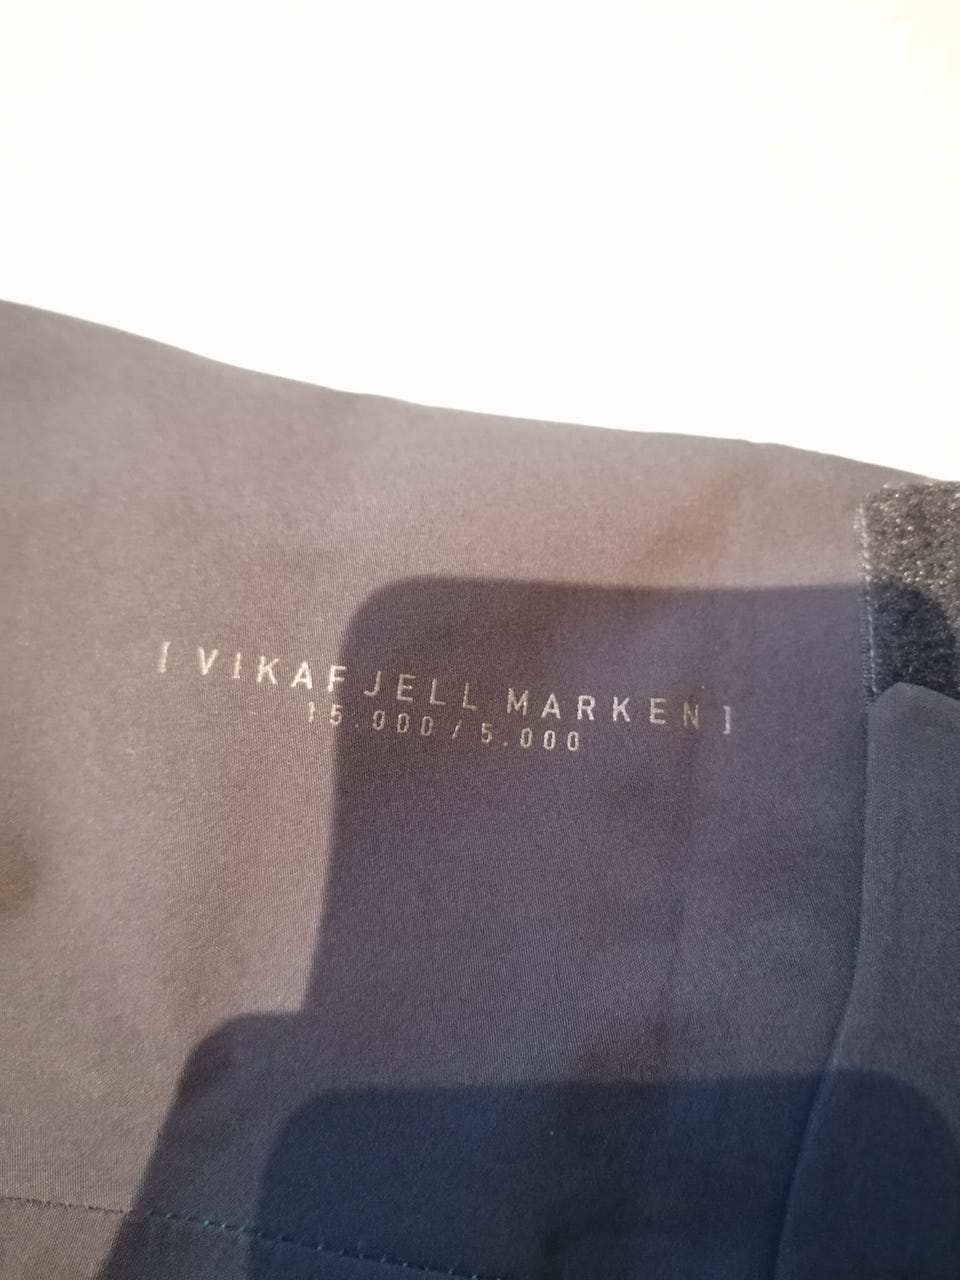 [ VIKAFJELL MARKEN ]
15.000/5.000